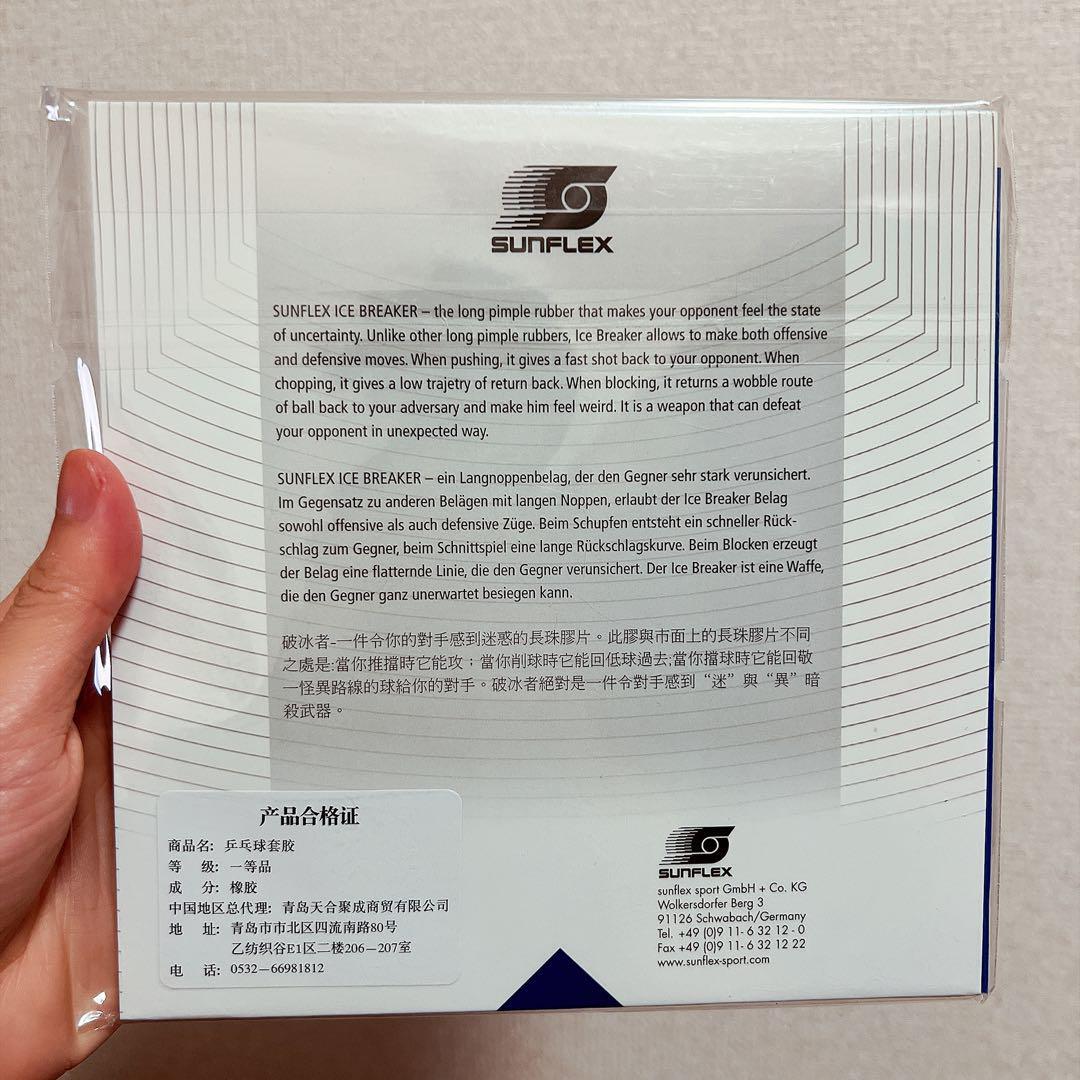 SUNFLEX
SUNFLEX ICE BREAKER – the long pimple rubber that makes your opponent feel the state
of uncertainty. Unlike other long pimple rubbers, Ice Breaker allows to make both offensive
and defensive moves. When pushing, it gives a fast shot back to your opponent. When
chopping, it gives a low trajetry of return back. When blocking, it returns a wobble route
of ball back to your adversary and make him feel weird. It is a weapon that can defeat
your opponent in unexpected way.
SUNFLEX ICE BREAKER – ein Langnoppenbelag, der den Gegner sehr stark verunsichert.
Im Gegensatz zu anderen Belägen mit langen Noppen, erlaubt der Ice Breaker Belag
sowohl offensive als auch defensive Züge. Beim Schupfen entsteht ein schneller Rück-
schlag zum Gegner, beim Schnittspiel eine lange Rückschlagskurve. Beim Blocken erzeugt
der Belag eine flatternde Linie, die den Gegner verunsichert. Der Ice Breaker ist eine Waffe,
die den Gegner ganz unerwartet besiegen kann.
破冰者-一件令你的對手感到迷惑的長珠膠片。此膠與市面上的長珠膠片不同
之處是:當你推擋時它能攻；當你削球時它能回低球過去;當你擋球時它能回敬
一怪異路線的球給你的對手。破冰者絕對是一件令對手感到“迷”與“異”暗
殺武器。
产品合格证
商品名: 乒乓球套胶
等 级: 一等品
成 分: 橡胶
中国地区总代理: 青岛天合聚成商贸有限公司
地 址: 青岛市市北区四流南路80号
乙纺织谷E1区二楼206—207室
电 话: 0532—66981812
SUNFLEX
sunflex sport GmbH + Co. KG
Wolkersdorfer Berg 3
91126 Schwabach/Germany
Tel. +49 (0)9 11- 6 32 12 - 0
Fax +49 (0)9 11- 6 32 12 22
www.sunflex-sport.com